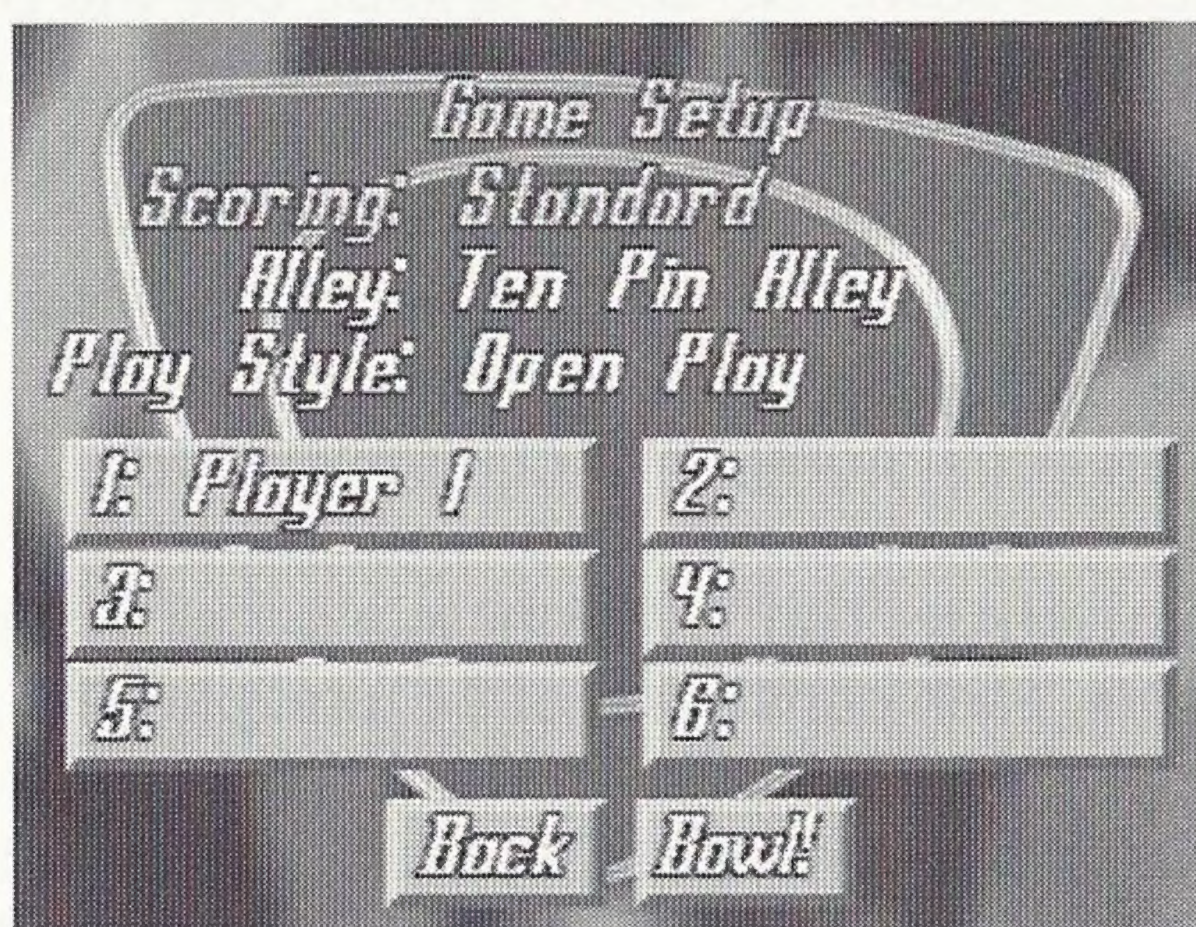 Game Setup
Scoring: Standard
Alley: Ten Pin Alley
Play Style: Open Play
1: Player 1
2:
3:
4:
5:
6:
Back
Bowl!